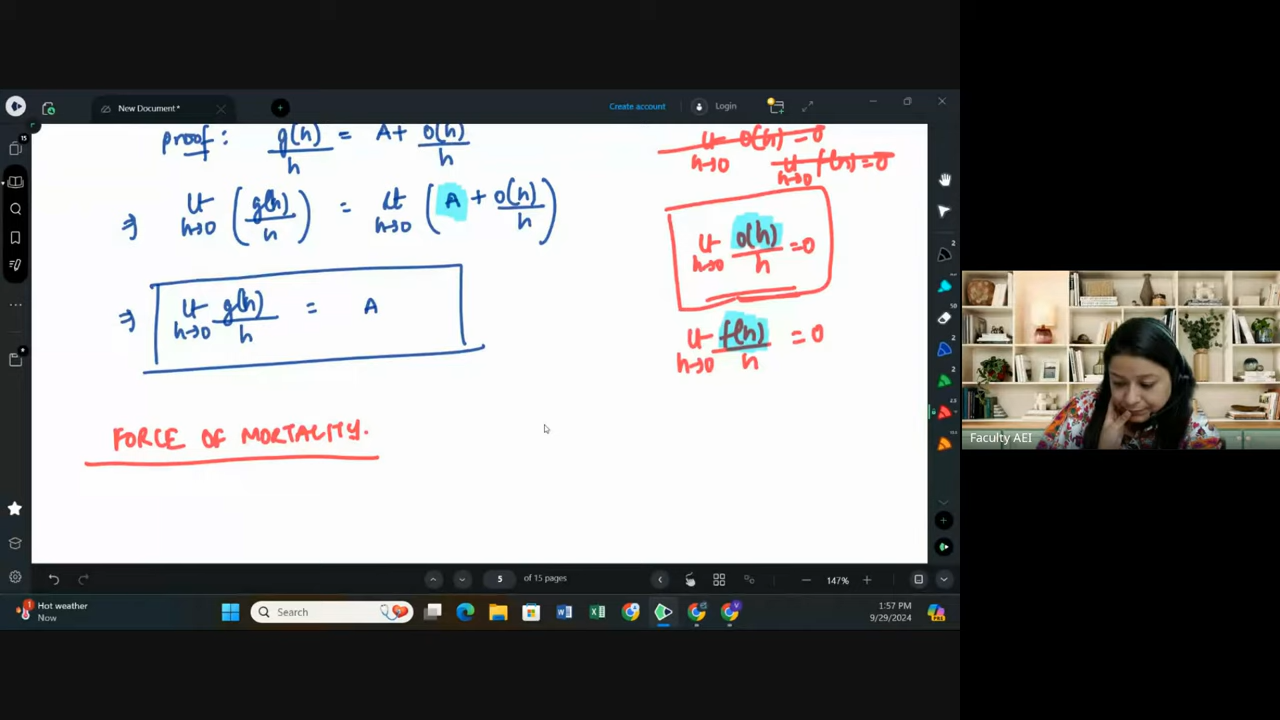 New Document*
Create account
Login
proof: g(h)/h = A + o(h)/h
⇒ lt h→0 (g(h)/h) = lt h→0 (A + o(h)/h)
⇒ lt h→0 g(h)/h = A
lt h→0 o(h) = 0
lt h→0 f(h) = 0
lt h→0 o(h)/h = 0
lt h→0 f(h)/h = 0
FORCE OF MORTALITY.
Faculty AEI
5 of 15 pages
147%
Hot weather
Now
Search
1:57 PM
9/29/2024